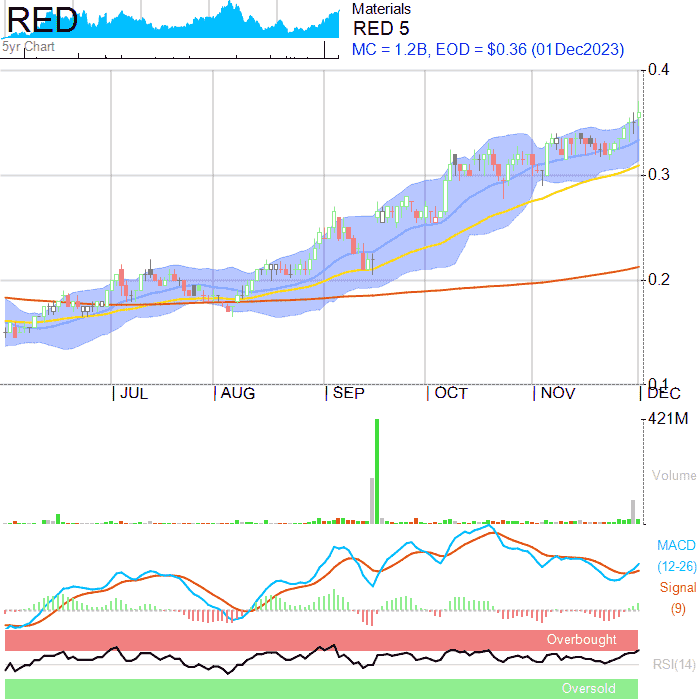 RED
5yr Chart
Materials
RED 5
MC = 1.2B, EOD = $0.36 (01Dec2023)
0.4
0.3
0.2
0.1
JUL AUG SEP OCT NOV DEC
421M
Volume
MACD
(12-26)
Signal
(9)
Overbought
RSI(14)
Oversold